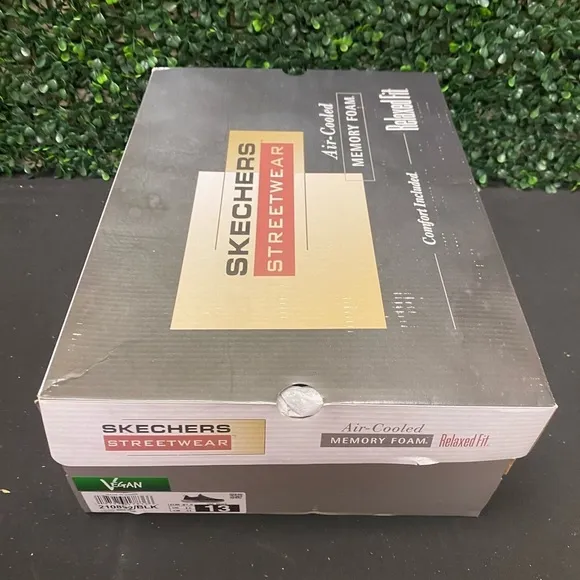 SKECHERS
STREETWEAR
Air-Cooled
MEMORY FOAM.
Relaxed Fit
Comfort Included
SKECHERS
STREETWEAR
Air-Cooled
MEMORY FOAM.
Relaxed Fit.
VEGAN
/BLK
13